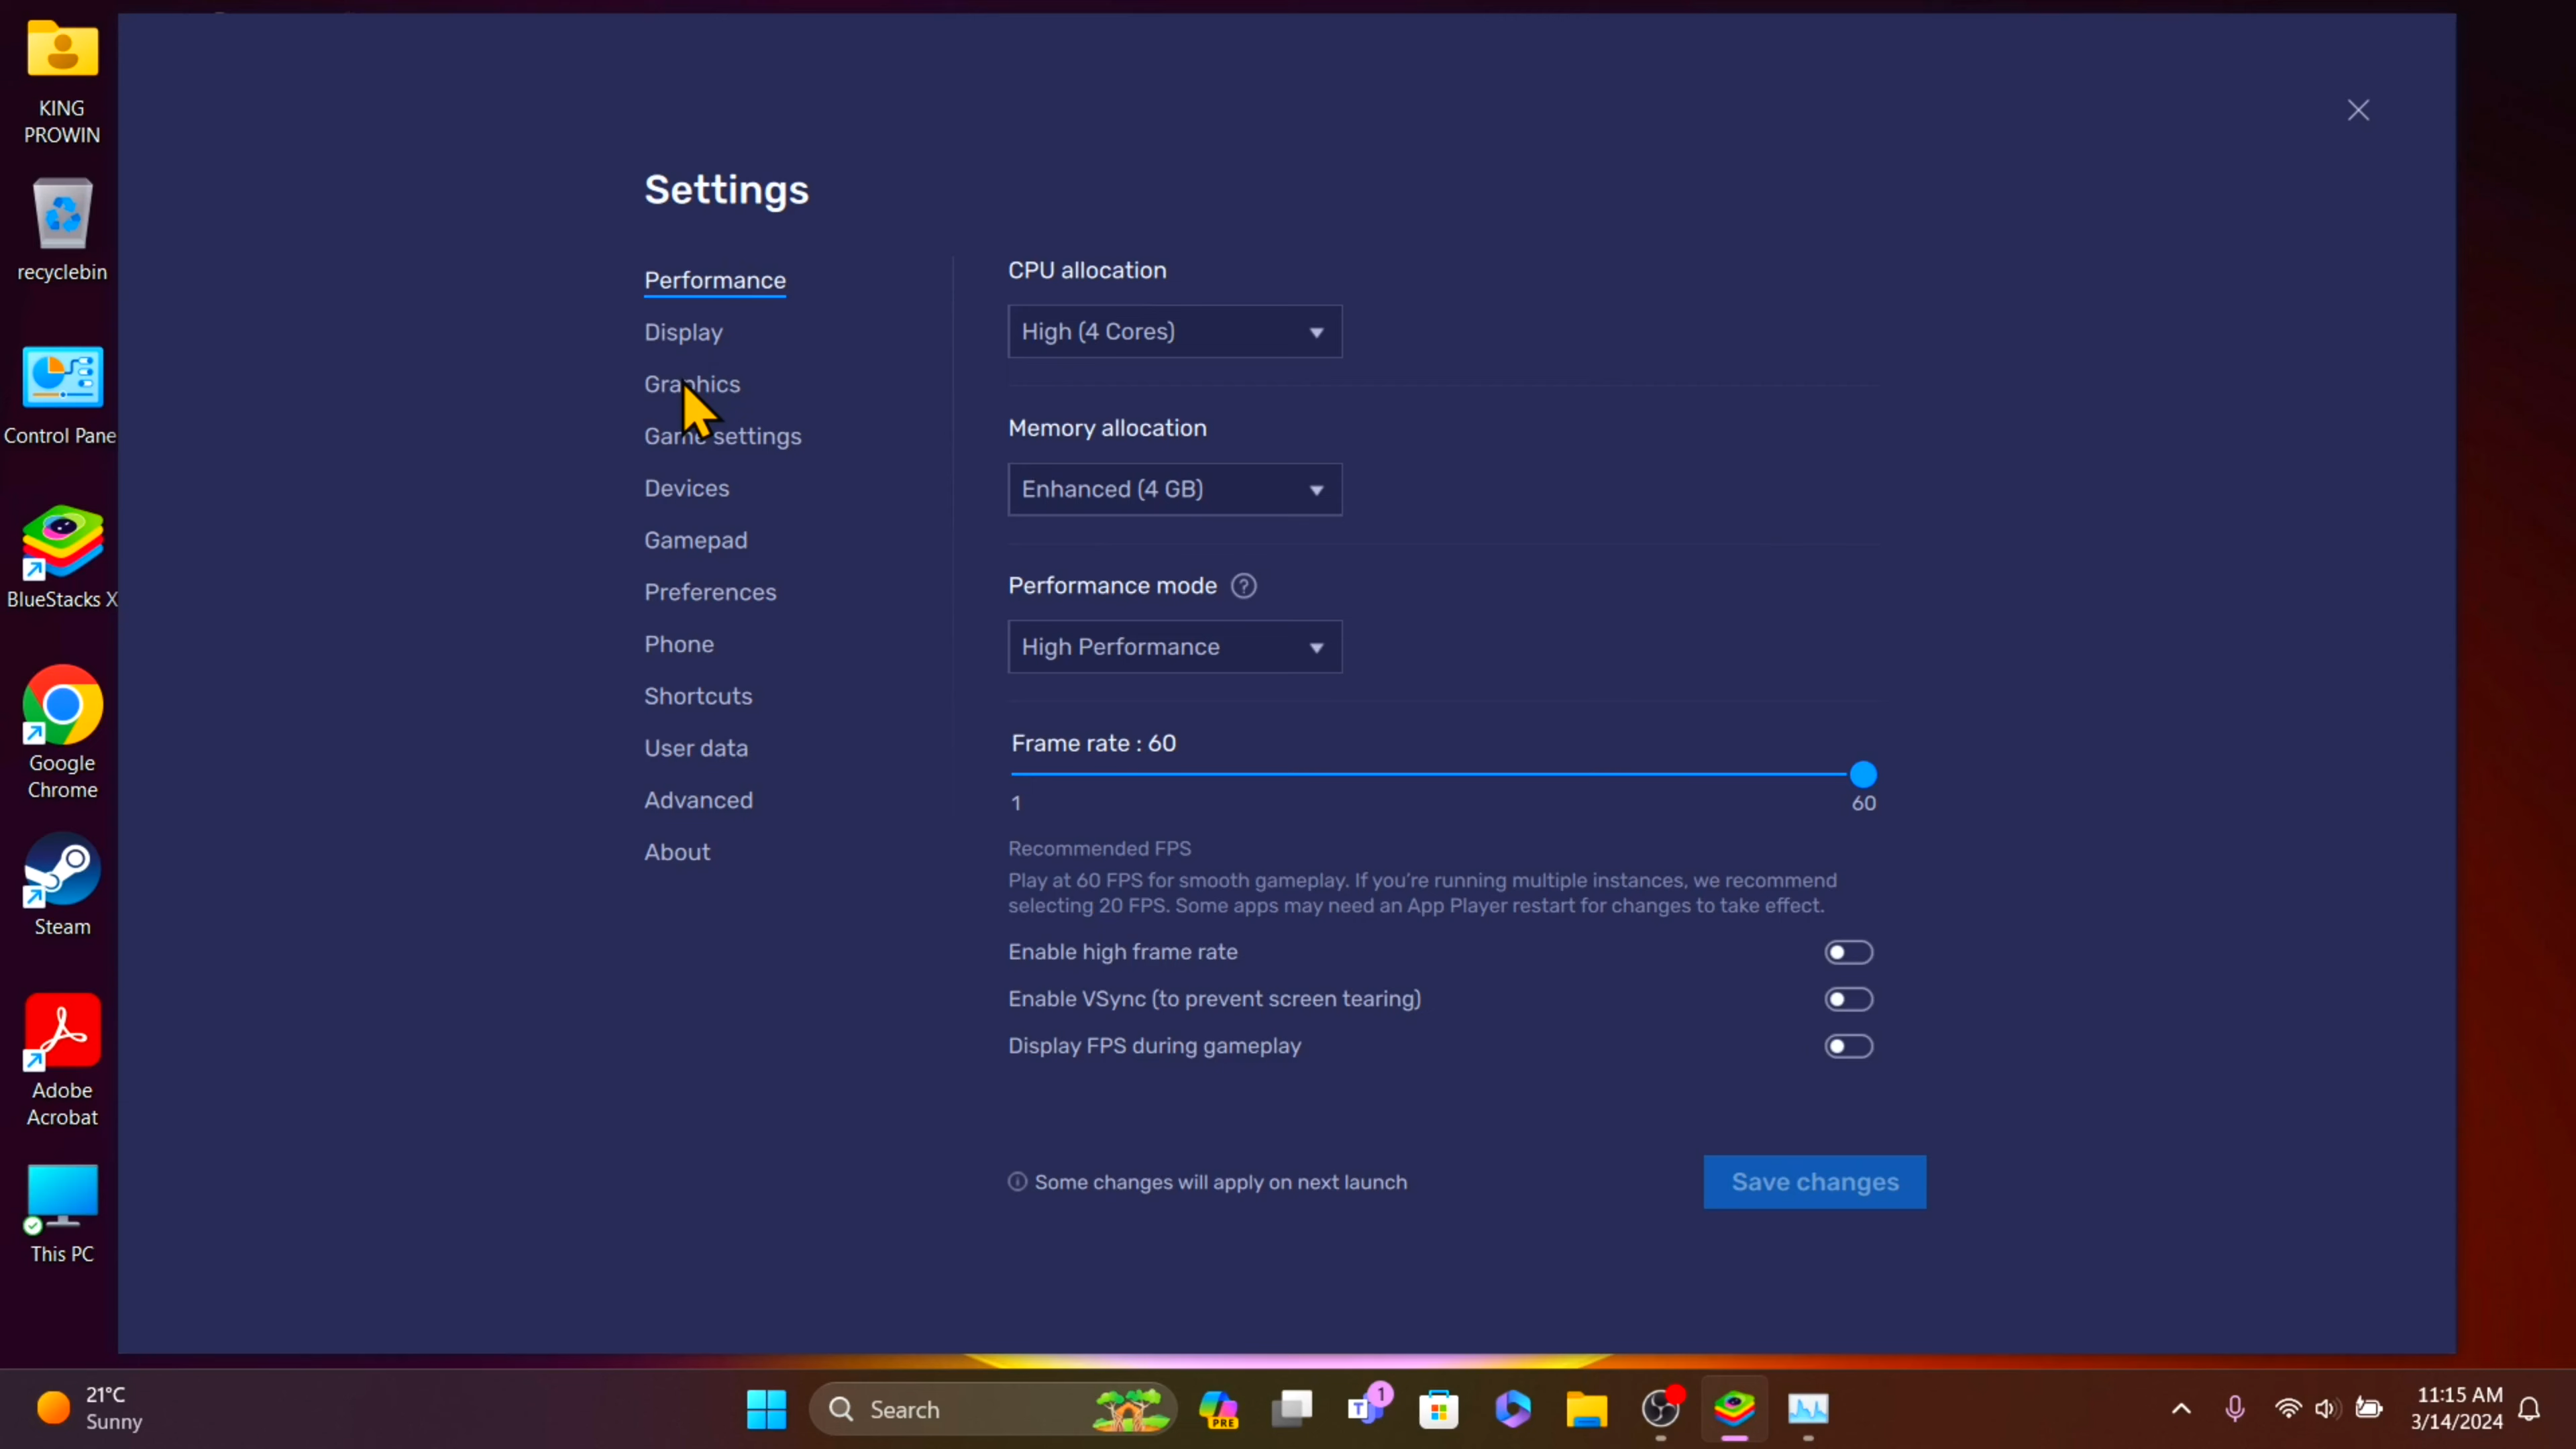 KING
PROWIN
recyclebin
Control Pane
BlueStacks X
Google
Chrome
Steam
Adobe
Acrobat
This PC
Settings
Performance
Display
Graphics
Game settings
Devices
Gamepad
Preferences
Phone
Shortcuts
User data
Advanced
About
CPU allocation
High (4 Cores)
Memory allocation
Enhanced (4 GB)
Performance mode ?
High Performance
Frame rate : 60
1
60
Recommended FPS
Play at 60 FPS for smooth gameplay. If you're running multiple instances, we recommend
selecting 20 FPS. Some apps may need an App Player restart for changes to take effect.
Enable high frame rate
Enable VSync (to prevent screen tearing)
Display FPS during gameplay
Some changes will apply on next launch
Save changes
21°C
Sunny
Search
PRE
T
1
11:15 AM
3/14/2024